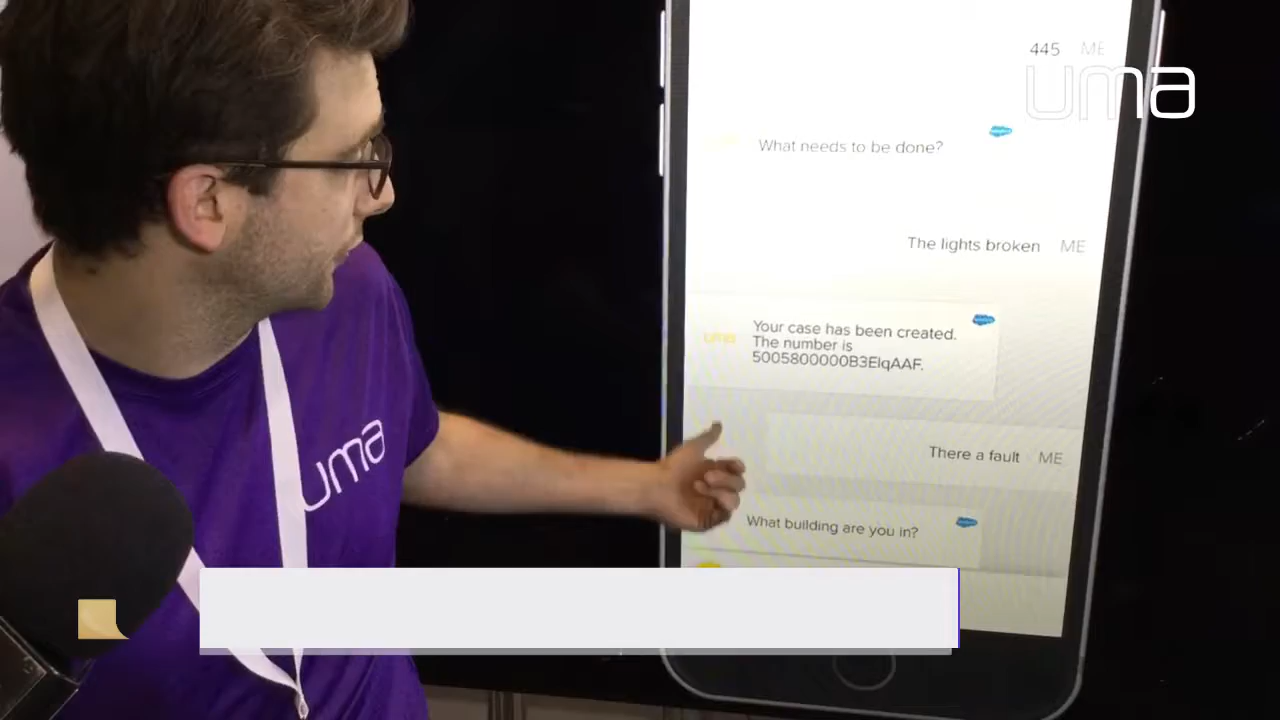 445 ME
uma
What needs to be done?
The lights broken ME
Your case has been created.
The number is
5005800000B3ElqAAF.
uma
There a fault ME
What building are you in?
uma